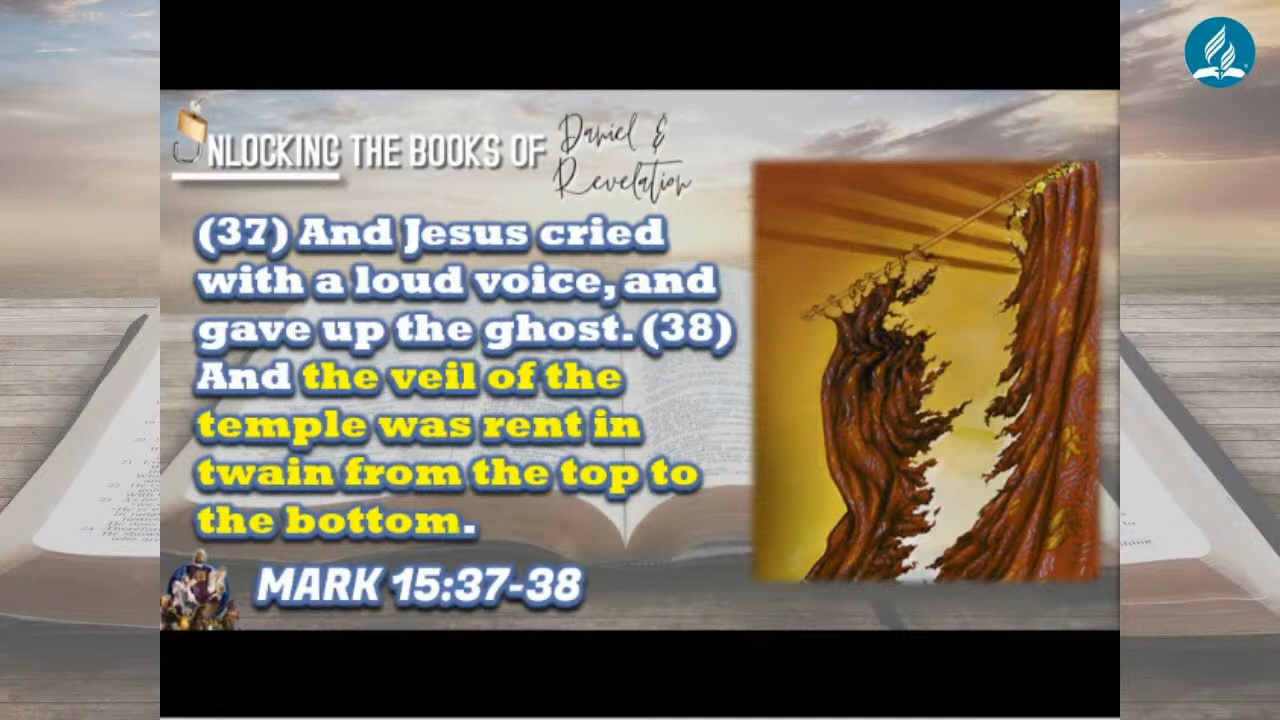 UNLOCKING THE BOOKS OF Daniel &
Revelation
(37) And Jesus cried
with a loud voice, and
gave up the ghost. (38)
And the veil of the
temple was rent in
twain from the top to
the bottom.
MARK 15:37-38